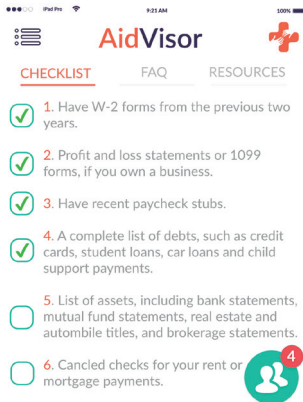 iPad Pro 9:21 AM 100%
AidVisor
CHECKLIST FAQ RESOURCES
1. Have W-2 forms from the previous two
years.
2. Profit and loss statements or 1099
forms, if you own a business.
3. Have recent paycheck stubs.
4. A complete list of debts, such as credit
cards, student loans, car loans and child
support payments.
5. List of assets, including bank statements,
mutual fund statements, real estate and
autombile titles, and brokerage statements.
6. Cancled checks for your rent or
mortgage payments.
4